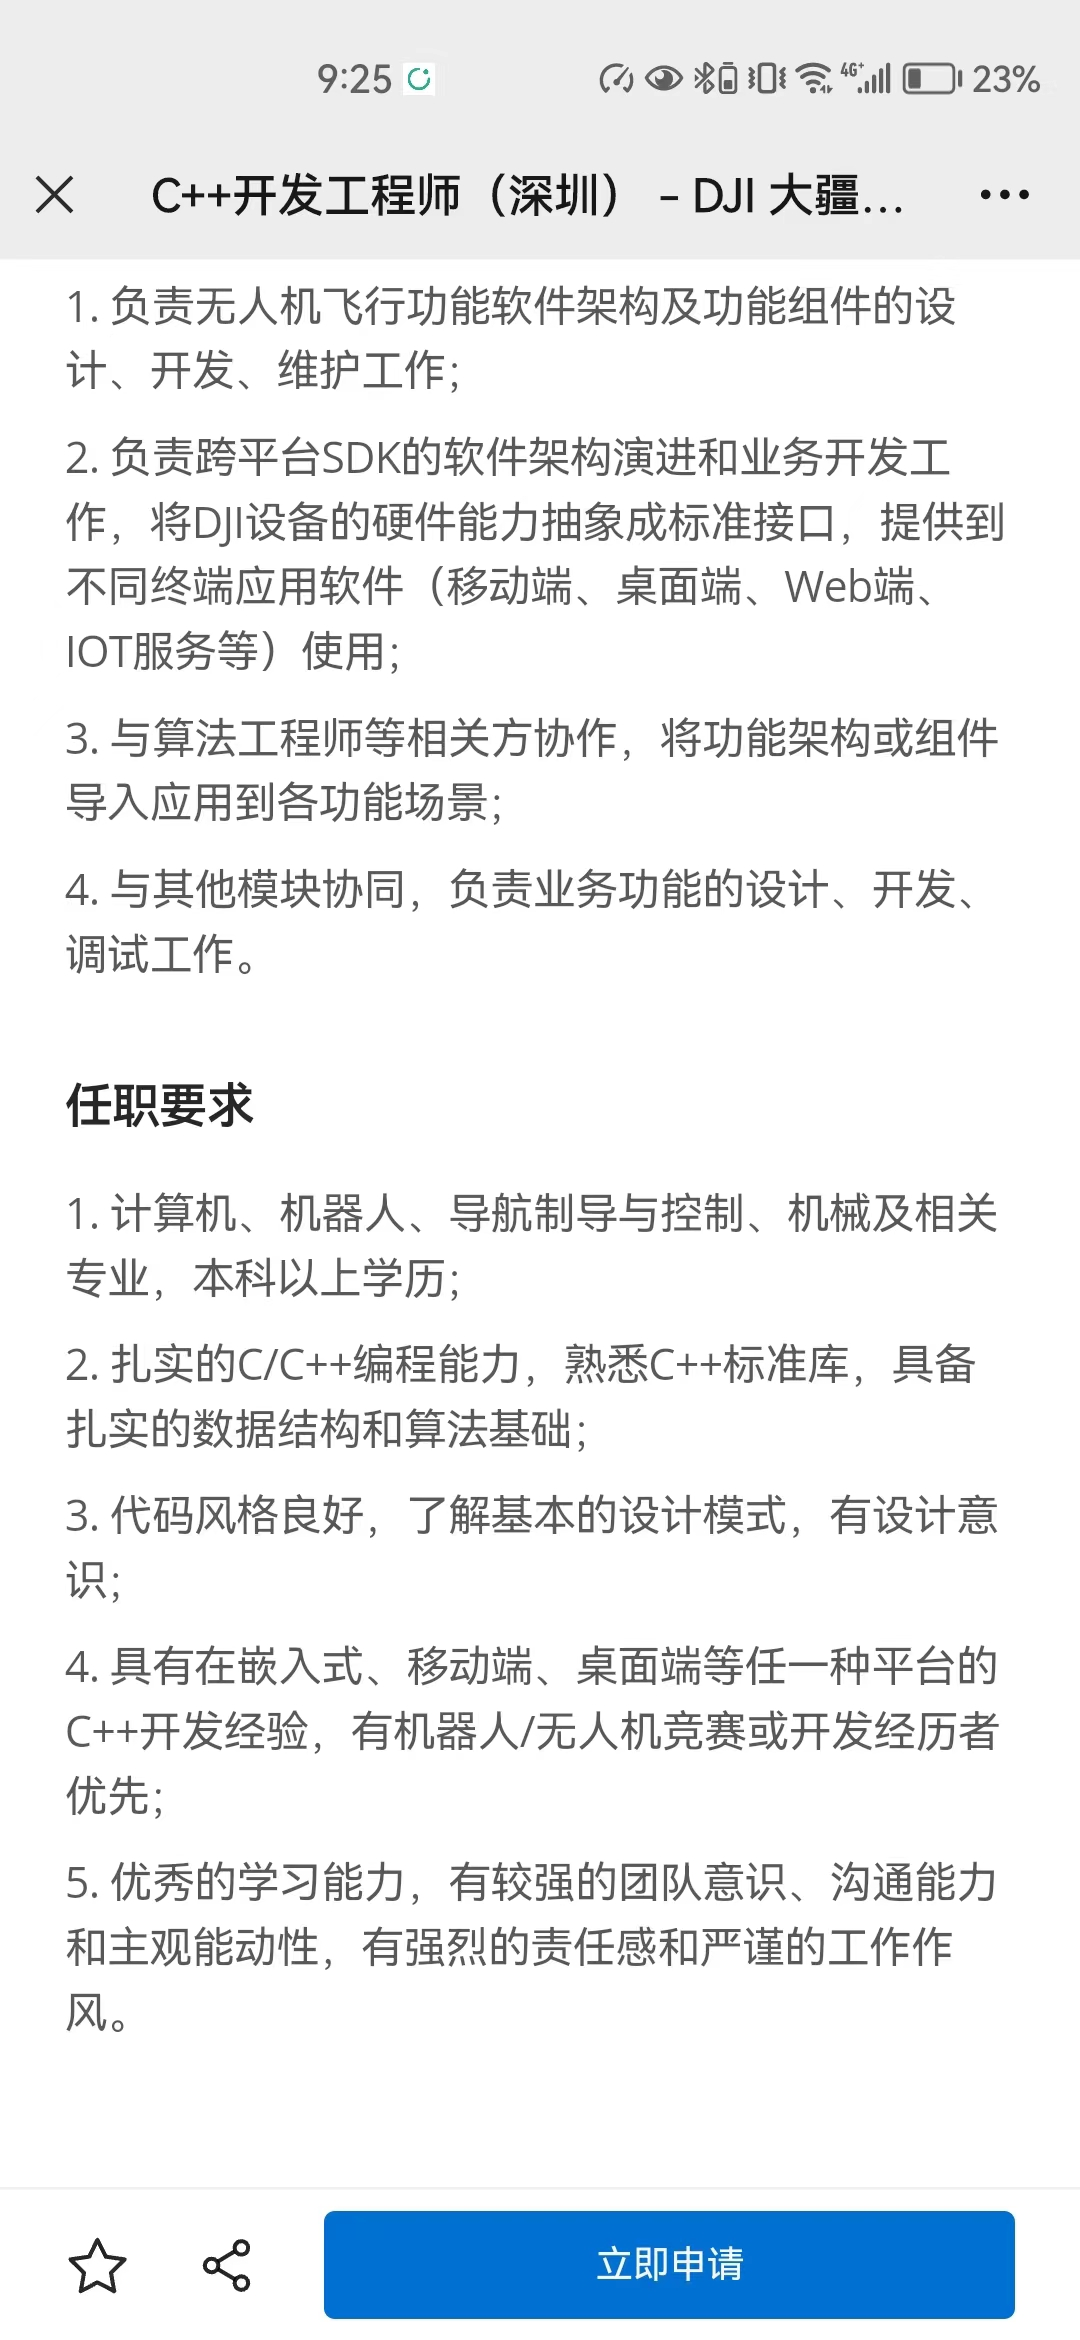 9:25
4G+
23%
C++开发工程师（深圳） – DJI 大疆...
1. 负责无人机飞行功能软件架构及功能组件的设
计、开发、维护工作;
2. 负责跨平台SDK的软件架构演进和业务开发工
作，将DJI设备的硬件能力抽象成标准接口，提供到
不同终端应用软件（移动端、桌面端、Web端、
IOT服务等）使用;
3. 与算法工程师等相关方协作，将功能架构或组件
导入应用到各功能场景;
4. 与其他模块协同，负责业务功能的设计、开发、
调试工作。
任职要求
1. 计算机、机器人、导航制导与控制、机械及相关
专业，本科以上学历;
2. 扎实的C/C++编程能力，熟悉C++标准库，具备
扎实的数据结构和算法基础;
3. 代码风格良好，了解基本的设计模式，有设计意
识;
4. 具有在嵌入式、移动端、桌面端等任一种平台的
C++开发经验，有机器人/无人机竞赛或开发经历者
优先;
5. 优秀的学习能力，有较强的团队意识、沟通能力
和主观能动性，有强烈的责任感和严谨的工作作
风。
立即申请